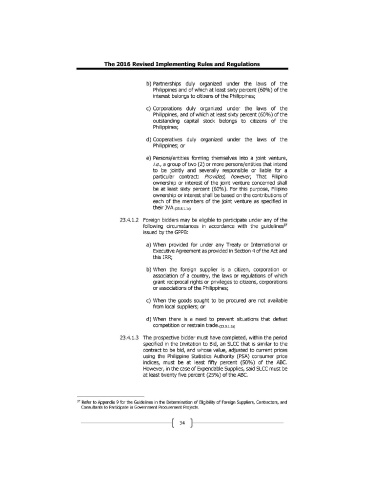 The 2016 Revised Implementing Rules and Regulations
b) Partnerships duly organized under the laws of the
Philippines and of which at least sixty percent (60%) of the
interest belongs to citizens of the Philippines;
c) Corporations duly organized under the laws of the
Philippines, and of which at least sixty percent (60%) of the
outstanding capital stock belongs to citizens of the
Philippines;
d) Cooperatives duly organized under the laws of the
Philippines; or
e) Persons/entities forming themselves into a joint venture,
i.e., a group of two (2) or more persons/entities that intend
to be jointly and severally responsible or liable for a
particular contract: Provided, however, That Filipino
ownership or interest of the joint venture concerned shall
be at least sixty percent (60%). For this purpose, Filipino
ownership or interest shall be based on the contributions of
each of the members of the joint venture as specified in
their JVA.
23.4.1.2 Foreign bidders may be eligible to participate under any of the
following circumstances in accordance with the guidelines
issued by the GPPB:
a) When provided for under any Treaty or International or
Executive Agreement as provided in Section 4 of the Act and
this IRR;
b) When the foreign supplier is a citizen, corporation or
association of a country, the laws or regulations of which
grant reciprocal rights or privileges to citizens, corporations
or associations of the Philippines;
c) When the goods sought to be procured are not available
from local suppliers; or
d) When there is a need to prevent situations that defeat
competition or restrain trade.
23.4.1.3 The prospective bidder must have completed, within the period
specified in the Invitation to Bid, an SLCC that is similar to the
contract to be bid, and whose value, adjusted to current prices
using the Philippine Statistics Authority (PSA) consumer price
indices, must be at least fifty percent (50%) of the ABC.
However, in the case of Expendable Supplies, said SLCC must be
at least twenty five percent (25%) of the ABC.
Refer to Appendix 9 for the Guidelines in the Determination of Eligibility of Foreign Suppliers, Contractors, and
Consultants to Participate in Government Procurement Projects.
34